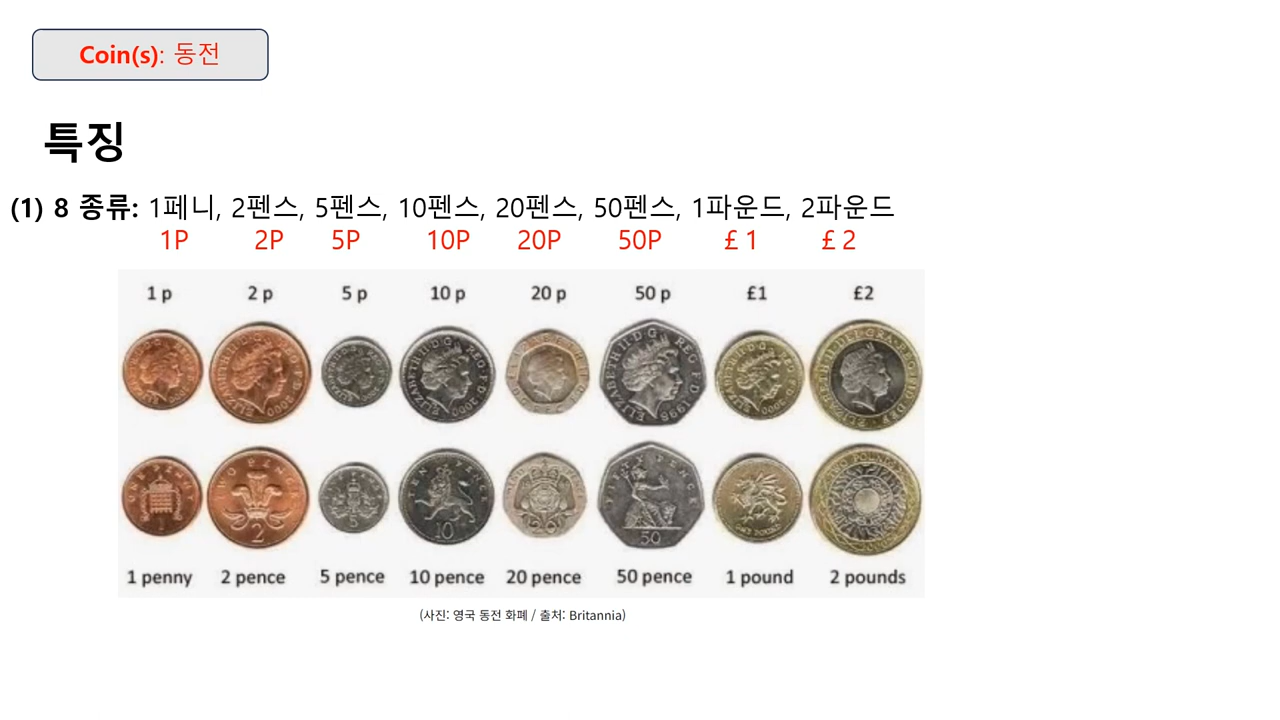 Coin(s): 동전
특징
(1) 8 종류: 1페니, 2펜스, 5펜스, 10펜스, 20펜스, 50펜스, 1파운드, 2파운드
1P 2P 5P 10P 20P 50P £ 1 £ 2
1 p 2 p 5 p 10 p 20 p 50 p £1 £2
1 penny 2 pence 5 pence 10 pence 20 pence 50 pence 1 pound 2 pounds
(사진: 영국 동전 화폐 / 출처: Britannia)